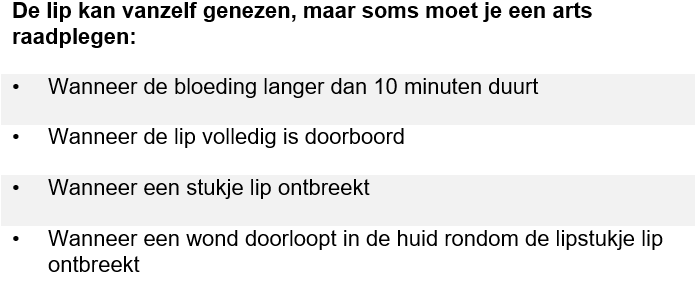 De lip kan vanzelf genezen, maar soms moet je een arts
raadplegen:
• Wanneer de bloeding langer dan 10 minuten duurt
• Wanneer de lip volledig is doorboord
• Wanneer een stukje lip ontbreekt
• Wanneer een wond doorloopt in de huid rondom de lipstukje lip
ontbreekt